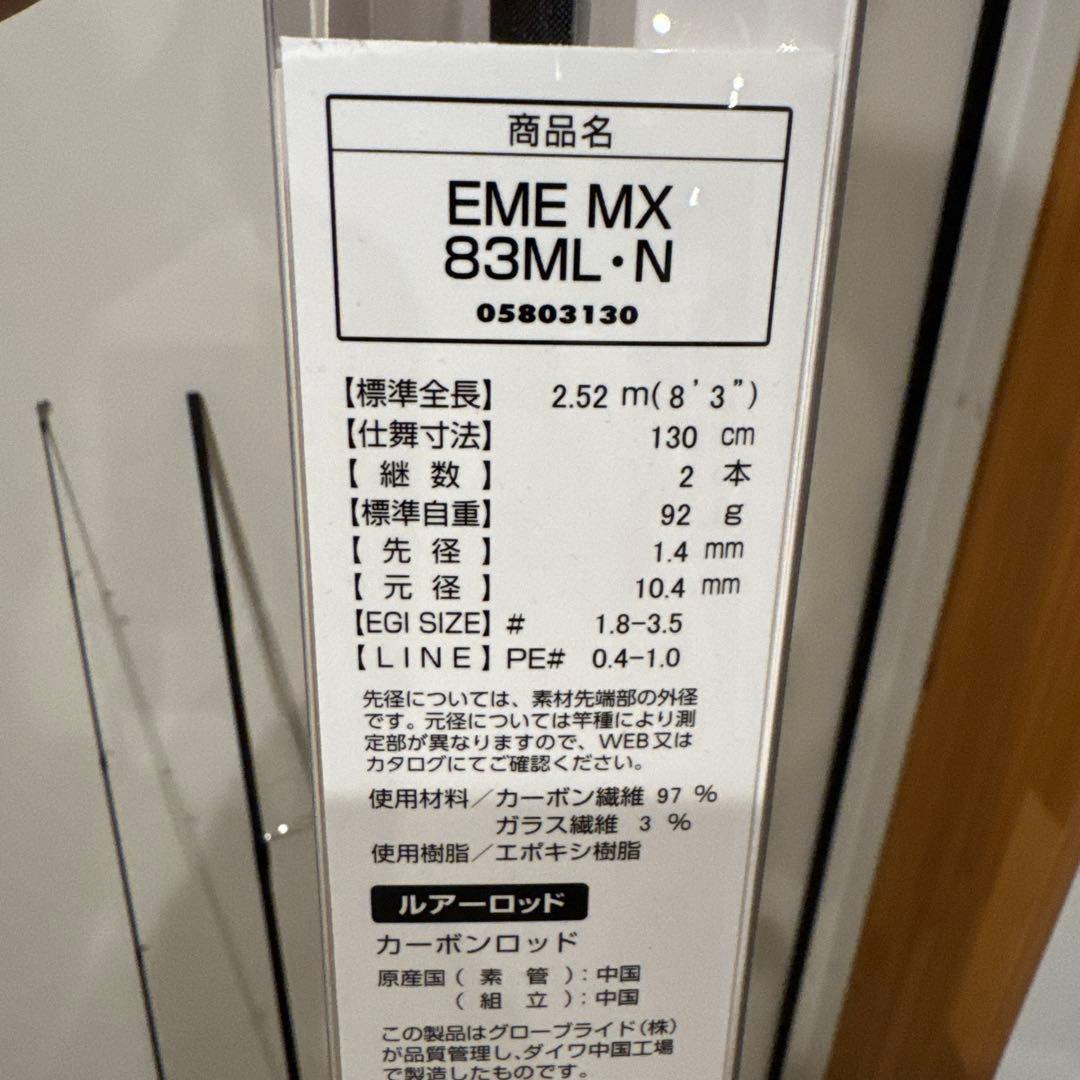 商品名
EME MX
83ML・N
05803130
【標準全長】 2.52 m(8'3")
【仕舞寸法】 130 cm
【継数】 2 本
【標準自重】 92 g
【先径】 1.4 mm
【元径】 10.4 mm
【EGI SIZE】# 1.8-3.5
【LINE】PE# 0.4-1.0
先径については、素材先端部の外径
です。元径については竿種により測
定部が異なりますので、WEB又は
カタログにてご確認ください。
使用材料/カーボン繊維 97 %
ガラス繊維 3 %
使用樹脂/エポキシ樹脂
ルアーロッド
カーボンロッド
原産国(素管):中国
(組立):中国
この製品はグローブライド(株)
が品質管理し、ダイワ中国工場
で製造したものです。